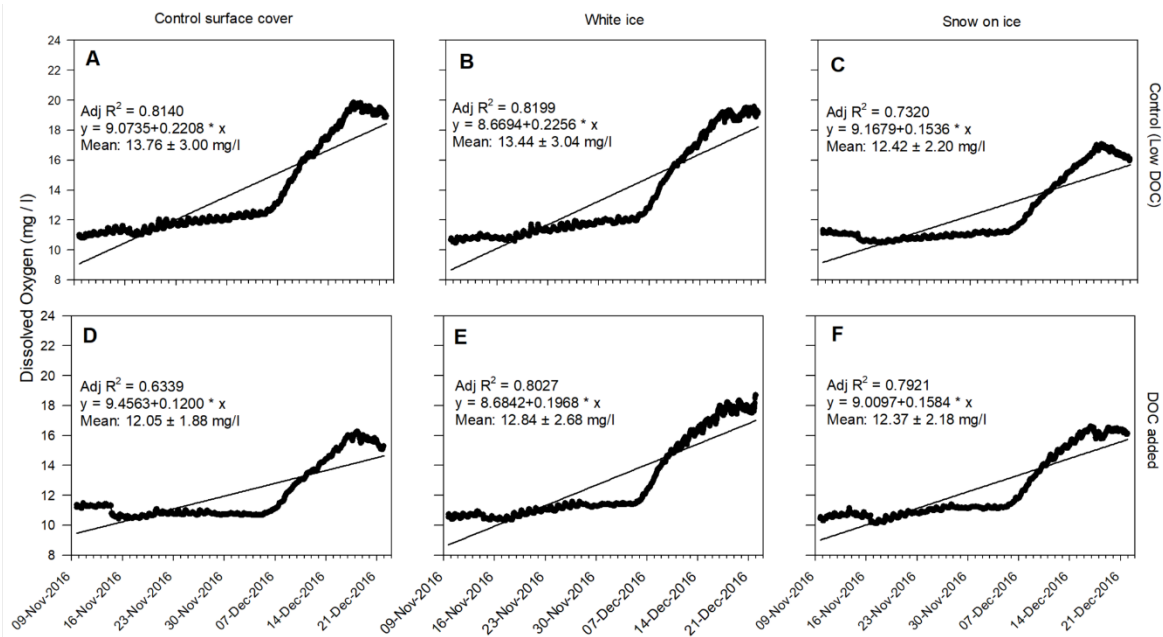 Control surface cover
White ice
Snow on ice
Dissolved Oxygen (mg / l)
24
22
20
18
16
14
12
10
8
A
Adj R² = 0.8140
y = 9.0735+0.2208 * x
Mean: 13.76 ± 3.00 mg/l
B
Adj R² = 0.8199
y = 8.6694+0.2256 * x
Mean: 13.44 ± 3.04 mg/l
C
Adj R² = 0.7320
y = 9.1679+0.1536 * x
Mean: 12.42 ± 2.20 mg/l
Control (Low DOC)
24
22
20
18
16
14
12
10
8
D
Adj R² = 0.6339
y = 9.4563+0.1200 * x
Mean: 12.05 ± 1.88 mg/l
E
Adj R² = 0.8027
y = 8.6842+0.1968 * x
Mean: 12.84 ± 2.68 mg/l
F
Adj R² = 0.7921
y = 9.0097+0.1584 * x
Mean: 12.37 ± 2.18 mg/l
DOC added
09-Nov-2016
16-Nov-2016
23-Nov-2016
30-Nov-2016
07-Dec-2016
14-Dec-2016
21-Dec-2016
09-Nov-2016
16-Nov-2016
23-Nov-2016
30-Nov-2016
07-Dec-2016
14-Dec-2016
21-Dec-2016
09-Nov-2016
16-Nov-2016
23-Nov-2016
30-Nov-2016
07-Dec-2016
14-Dec-2016
21-Dec-2016